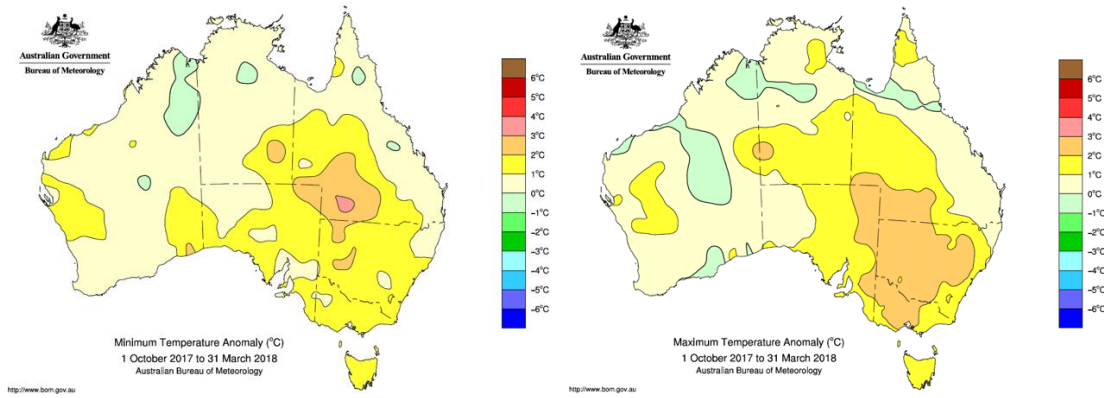 Australian Government
Bureau of Meteorology
6°C
5°C
4°C
3°C
2°C
1°C
0°C
−1°C
−2°C
−3°C
−4°C
−5°C
−6°C
Minimum Temperature Anomaly (°C)
1 October 2017 to 31 March 2018
Australian Bureau of Meteorology
http://www.bom.gov.au
Australian Government
Bureau of Meteorology
6°C
5°C
4°C
3°C
2°C
1°C
0°C
−1°C
−2°C
−3°C
−4°C
−5°C
−6°C
Maximum Temperature Anomaly (°C)
1 October 2017 to 31 March 2018
Australian Bureau of Meteorology
http://www.bom.gov.au